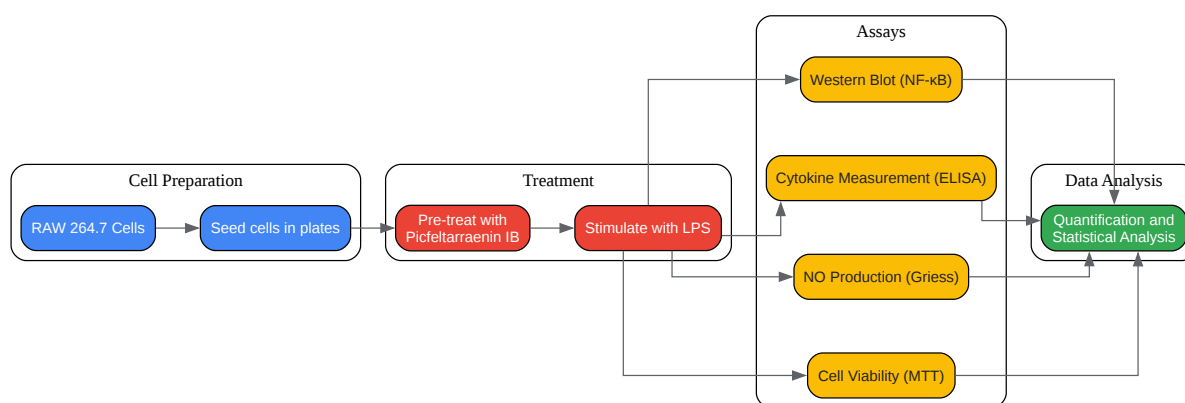 Cell Preparation
RAW 264.7 Cells
Seed cells in plates
Treatment
Pre-treat with
Picfeltarraenin IB
Stimulate with LPS
Assays
Western Blot (NF-κB)
Cytokine Measurement (ELISA)
NO Production (Griess)
Cell Viability (MTT)
Data Analysis
Quantification and
Statistical Analysis